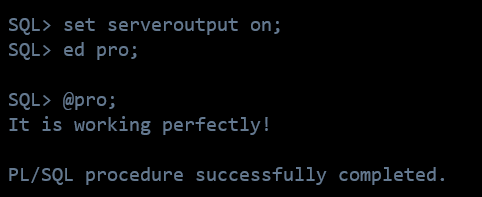 SQL> set serveroutput on;
SQL> ed pro;
SQL> @pro;
It is working perfectly!
PL/SQL procedure successfully completed.